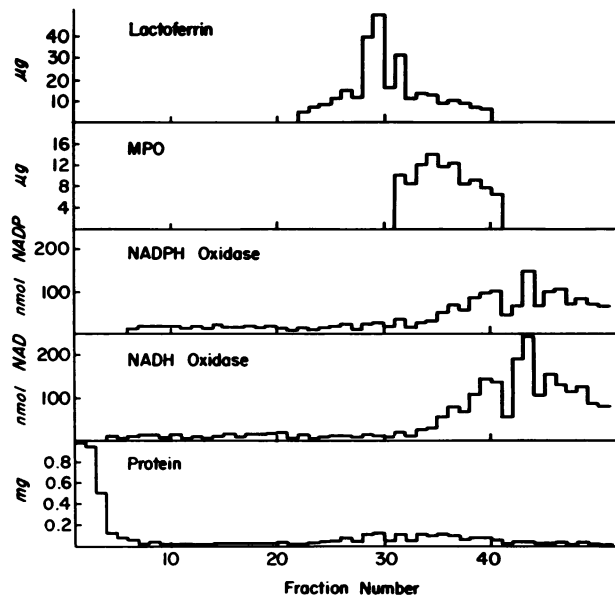 Lactoferrin
40
30
20
10
µg
MPO
16
12
8
4
µg
NADPH Oxidase
200
100
nmol NADP
NADH Oxidase
200
100
nmol NAD
Protein
0.8
0.6
0.4
0.2
mg
10 20 30 40
Fraction Number